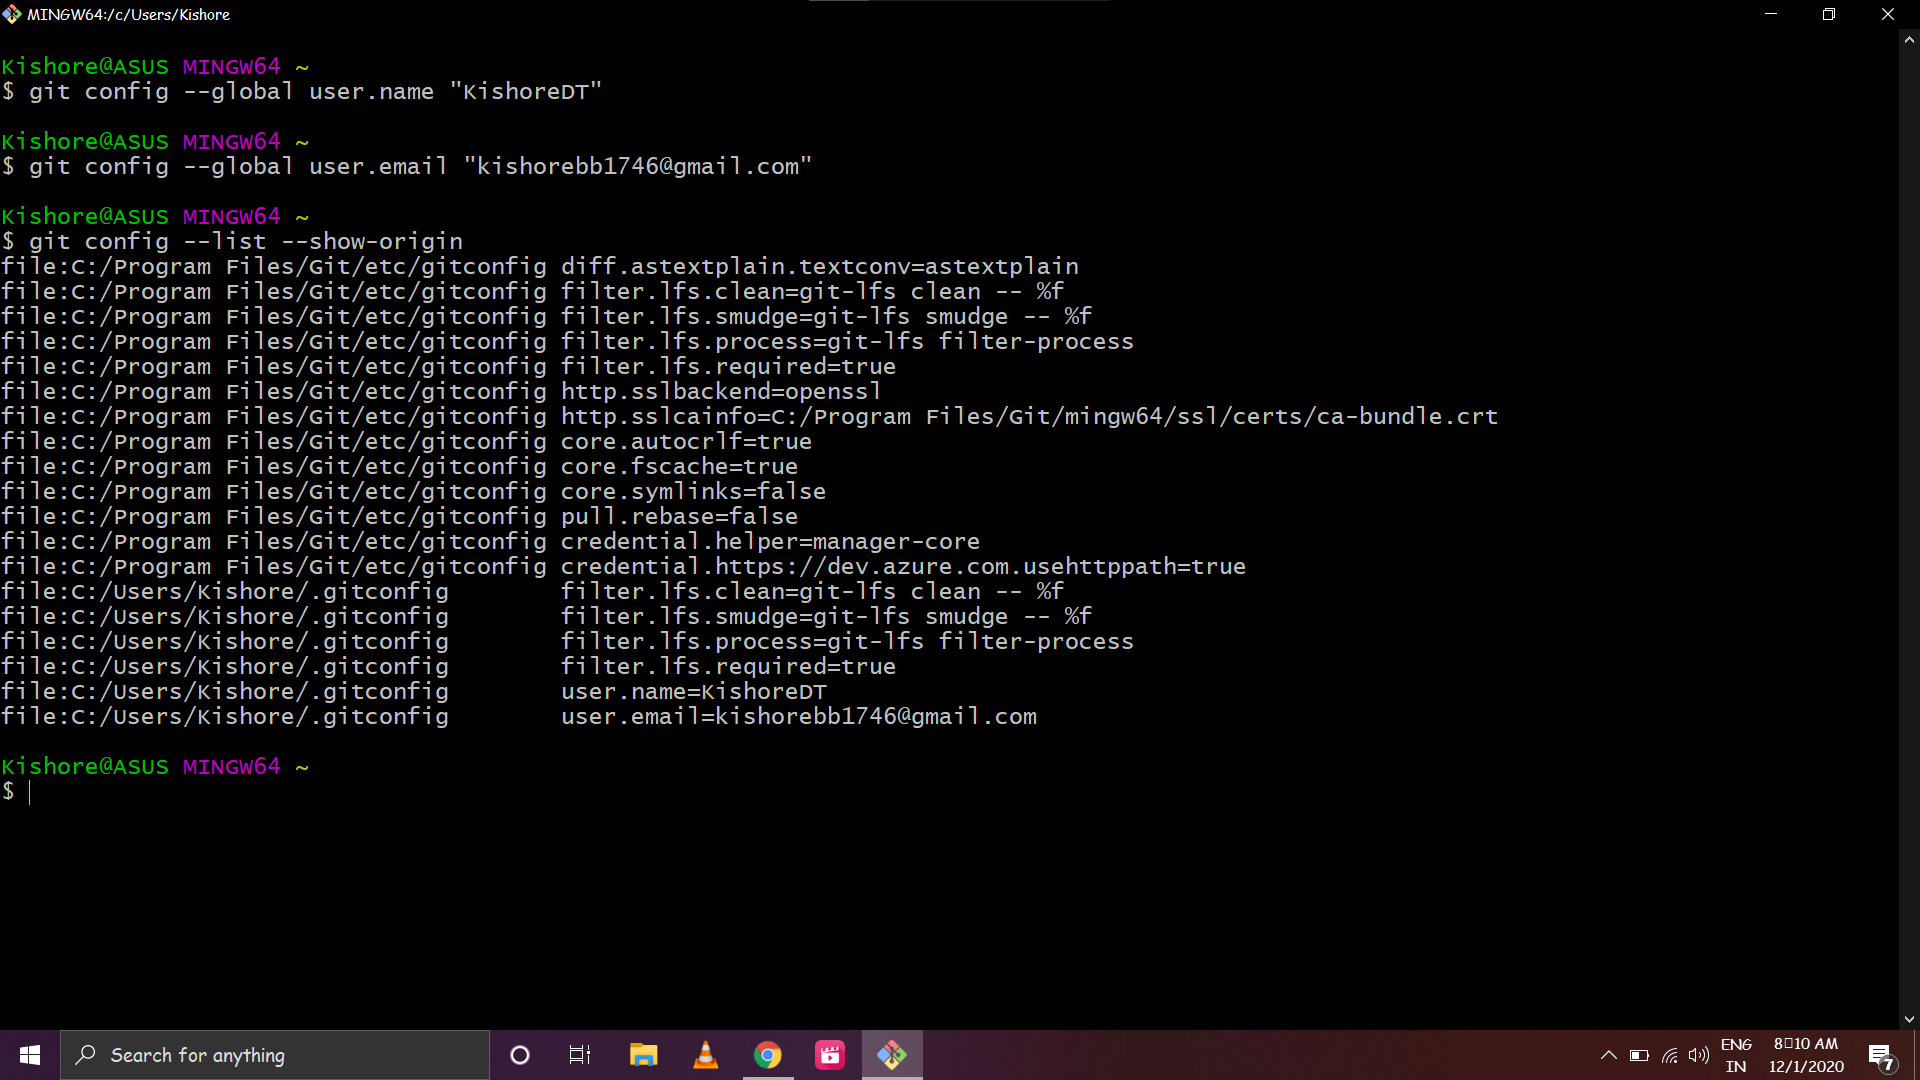 MINGW64:/c/Users/Kishore
Kishore@ASUS MINGW64 ~
$ git config --global user.name "KishoreDT"
Kishore@ASUS MINGW64 ~
$ git config --global user.email "kishorebb1746@gmail.com"
Kishore@ASUS MINGW64 ~
$ git config --list --show-origin
file:C:/Program Files/Git/etc/gitconfig diff.astextplain.textconv=astextplain
file:C:/Program Files/Git/etc/gitconfig filter.lfs.clean=git-lfs clean -- %f
file:C:/Program Files/Git/etc/gitconfig filter.lfs.smudge=git-lfs smudge -- %f
file:C:/Program Files/Git/etc/gitconfig filter.lfs.process=git-lfs filter-process
file:C:/Program Files/Git/etc/gitconfig filter.lfs.required=true
file:C:/Program Files/Git/etc/gitconfig http.sslbackend=openssl
file:C:/Program Files/Git/etc/gitconfig http.sslcainfo=C:/Program Files/Git/mingw64/ssl/certs/ca-bundle.crt
file:C:/Program Files/Git/etc/gitconfig core.autocrlf=true
file:C:/Program Files/Git/etc/gitconfig core.fscache=true
file:C:/Program Files/Git/etc/gitconfig core.symlinks=false
file:C:/Program Files/Git/etc/gitconfig pull.rebase=false
file:C:/Program Files/Git/etc/gitconfig credential.helper=manager-core
file:C:/Program Files/Git/etc/gitconfig credential.https://dev.azure.com.usehttppath=true
file:C:/Users/Kishore/.gitconfig        filter.lfs.clean=git-lfs clean -- %f
file:C:/Users/Kishore/.gitconfig        filter.lfs.smudge=git-lfs smudge -- %f
file:C:/Users/Kishore/.gitconfig        filter.lfs.process=git-lfs filter-process
file:C:/Users/Kishore/.gitconfig        filter.lfs.required=true
file:C:/Users/Kishore/.gitconfig        user.name=KishoreDT
file:C:/Users/Kishore/.gitconfig        user.email=kishorebb1746@gmail.com
Kishore@ASUS MINGW64 ~
$
Search for anything
ENG
IN
8▯10 AM
12/1/2020
7